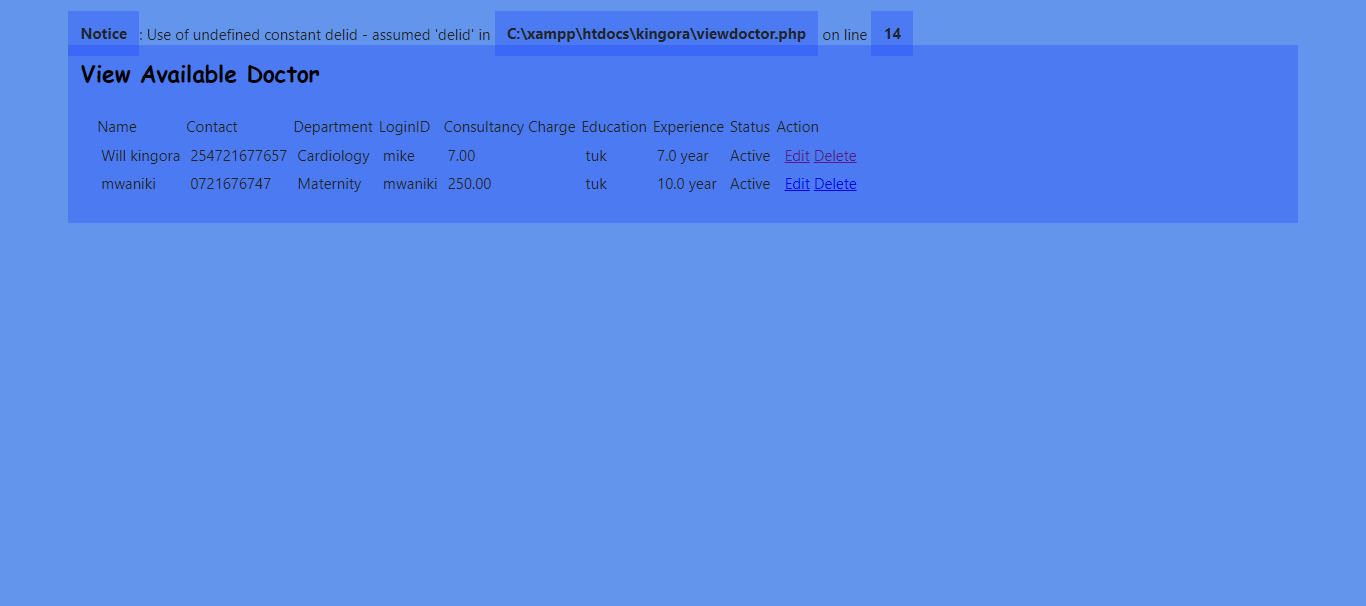 Notice : Use of undefined constant delid - assumed 'delid' in C:\xampp\htdocs\kingora\viewdoctor.php on line 14
View Available Doctor
Name Contact Department LoginID Consultancy Charge Education Experience Status Action
Will kingora 254721677657 Cardiology mike 7.00 tuk 7.0 year Active Edit Delete
mwaniki 0721676747 Maternity mwaniki 250.00 tuk 10.0 year Active Edit Delete